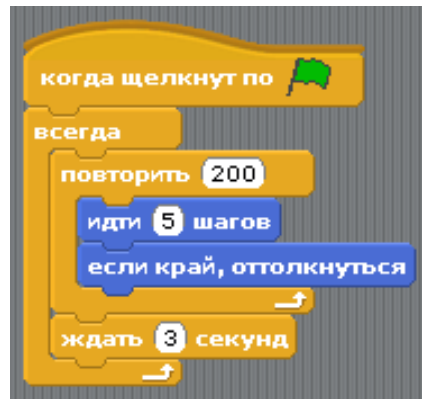 когда щелкнут по
всегда
повторить 200
идти 5 шагов
если край, оттолкнуться
ждать 3 секунд